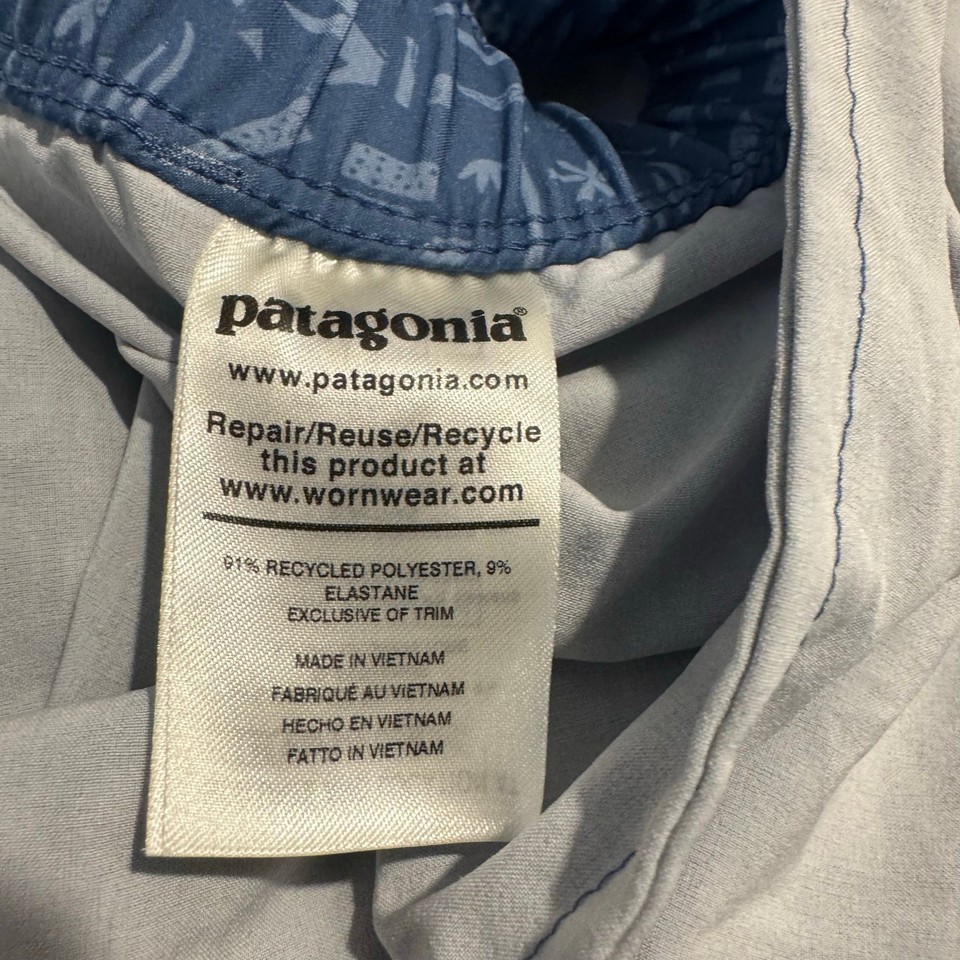 patagonia®
www.patagonia.com
Repair/Reuse/Recycle
this product at
www.wornwear.com
91% RECYCLED POLYESTER, 9%
ELASTANE
EXCLUSIVE OF TRIM
MADE IN VIETNAM
FABRIQUÉ AU VIETNAM
HECHO EN VIETNAM
FATTO IN VIETNAM